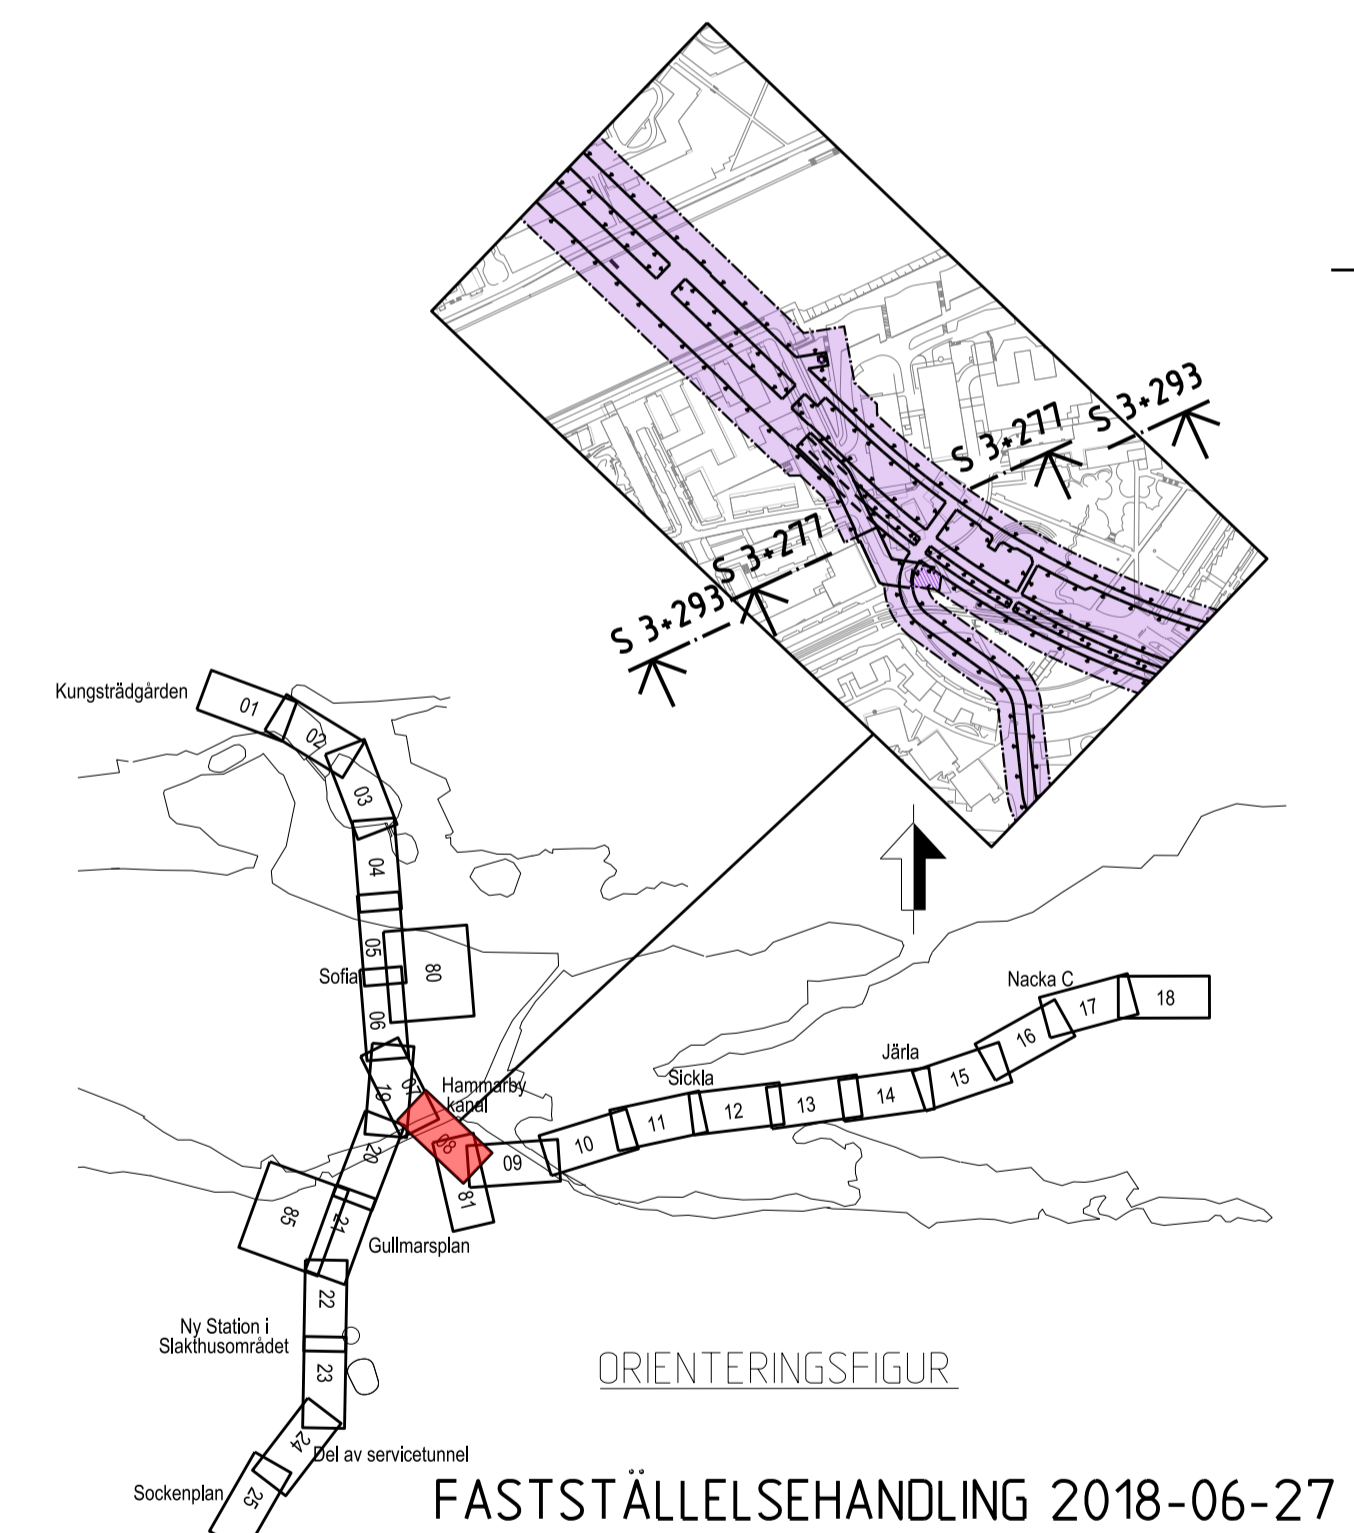 S 3+293
S 3+277
S 3+277
S 3+293
Kungsträdgården
01
02
03
04
05
80
Sofia
06
Nacka C
18
17
16
Järla
15
Sickla
14
13
12
11
10
07
19
Hammarby
kanal
08
09
20
81
85
21
Gullmarsplan
22
Ny Station i
Slakthusområdet
23
24
Del av servicetunnel
Sockenplan
25
ORIENTERINGSFIGUR
FASTSTÄLLELSEHANDLING 2018-06-27